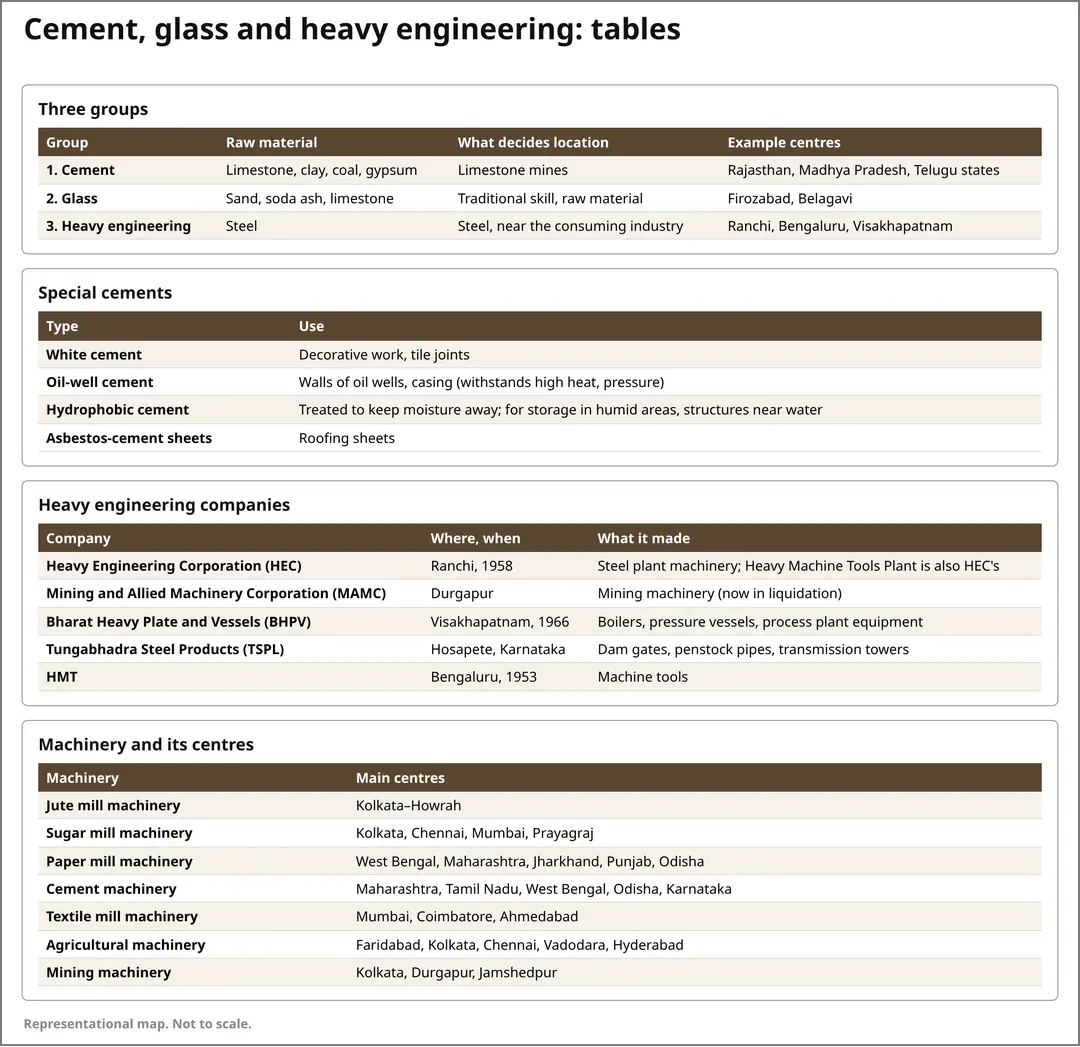 Cement, glass and heavy engineering: tables
Three groups
Group Raw material What decides location Example centres
1. Cement Limestone, clay, coal, gypsum Limestone mines Rajasthan, Madhya Pradesh, Telugu states
2. Glass Sand, soda ash, limestone Traditional skill, raw material Firozabad, Belagavi
3. Heavy engineering Steel Steel, near the consuming industry Ranchi, Bengaluru, Visakhapatnam
Special cements
Type Use
White cement Decorative work, tile joints
Oil-well cement Walls of oil wells, casing (withstands high heat, pressure)
Hydrophobic cement Treated to keep moisture away; for storage in humid areas, structures near water
Asbestos-cement sheets Roofing sheets
Heavy engineering companies
Company Where, when What it made
Heavy Engineering Corporation (HEC) Ranchi, 1958 Steel plant machinery; Heavy Machine Tools Plant is also HEC's
Mining and Allied Machinery Corporation (MAMC) Durgapur Mining machinery (now in liquidation)
Bharat Heavy Plate and Vessels (BHPV) Visakhapatnam, 1966 Boilers, pressure vessels, process plant equipment
Tungabhadra Steel Products (TSPL) Hosapete, Karnataka Dam gates, penstock pipes, transmission towers
HMT Bengaluru, 1953 Machine tools
Machinery and its centres
Machinery Main centres
Jute mill machinery Kolkata–Howrah
Sugar mill machinery Kolkata, Chennai, Mumbai, Prayagraj
Paper mill machinery West Bengal, Maharashtra, Jharkhand, Punjab, Odisha
Cement machinery Maharashtra, Tamil Nadu, West Bengal, Odisha, Karnataka
Textile mill machinery Mumbai, Coimbatore, Ahmedabad
Agricultural machinery Faridabad, Kolkata, Chennai, Vadodara, Hyderabad
Mining machinery Kolkata, Durgapur, Jamshedpur
Representational map. Not to scale.